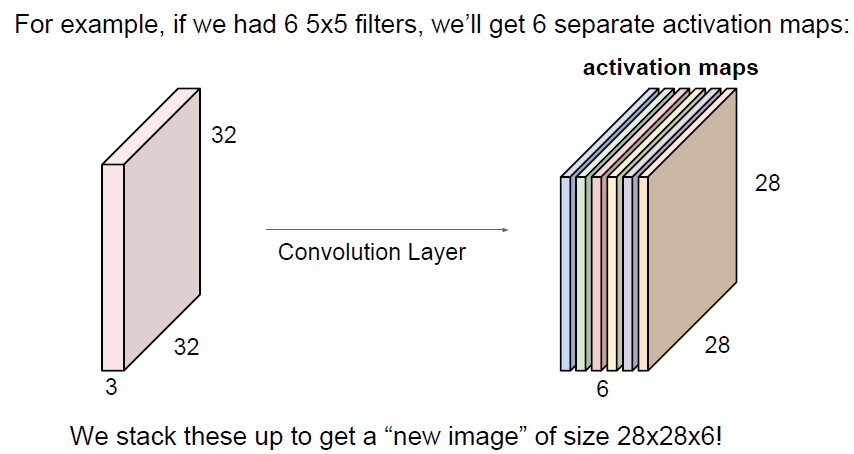 For example, if we had 6 5x5 filters, we'll get 6 separate activation maps:
activation maps
32
28
Convolution Layer
32
28
3
6
We stack these up to get a “new image” of size 28x28x6!